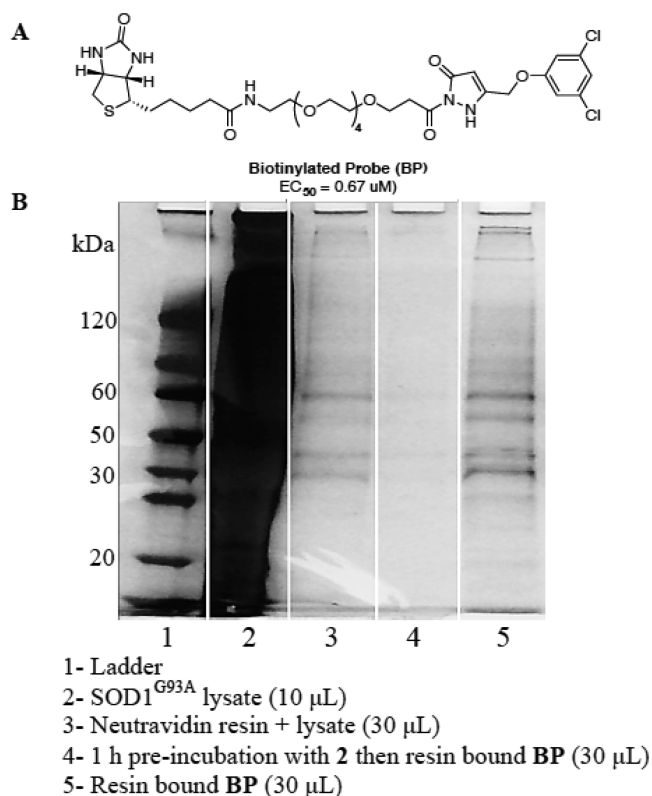 A
O
HN NH
H H
S
O
H
N
O
4
O
O
O
N
N
H
O
Cl
Cl
Biotinylated Probe (BP)
EC50 = 0.67 uM)
B
kDa
120
60
50
30
20
1 2 3 4 5
1- Ladder
2- SOD1G93A lysate (10 μL)
3- Neutravidin resin + lysate (30 μL)
4- 1 h pre-incubation with 2 then resin bound BP (30 μL)
5- Resin bound BP (30 μL)